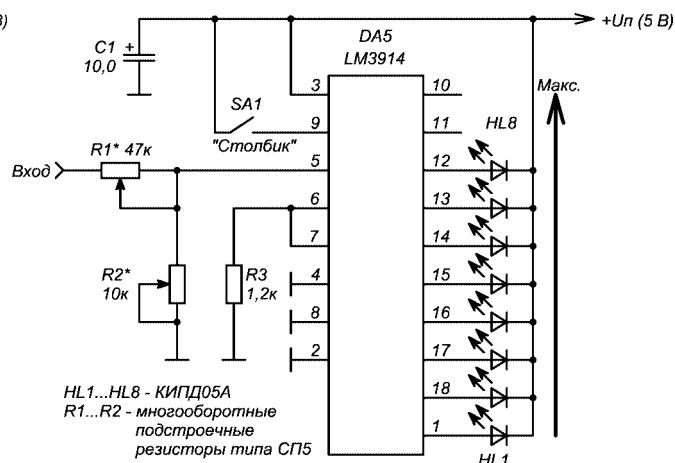 В)
+Uп (5 В)
C1
+
10,0
DA5
LM3914
Макс.
SA1
"Столбик"
HL8
R1* 47к
Вход
3
9
5
6
7
4
8
2
10
11
12
13
14
15
16
17
18
1
R2*
10к
R3
1,2к
HL1...HL8 - КИПД05А
R1...R2 - многооборотные
подстроечные
резисторы типа СП5
HL1